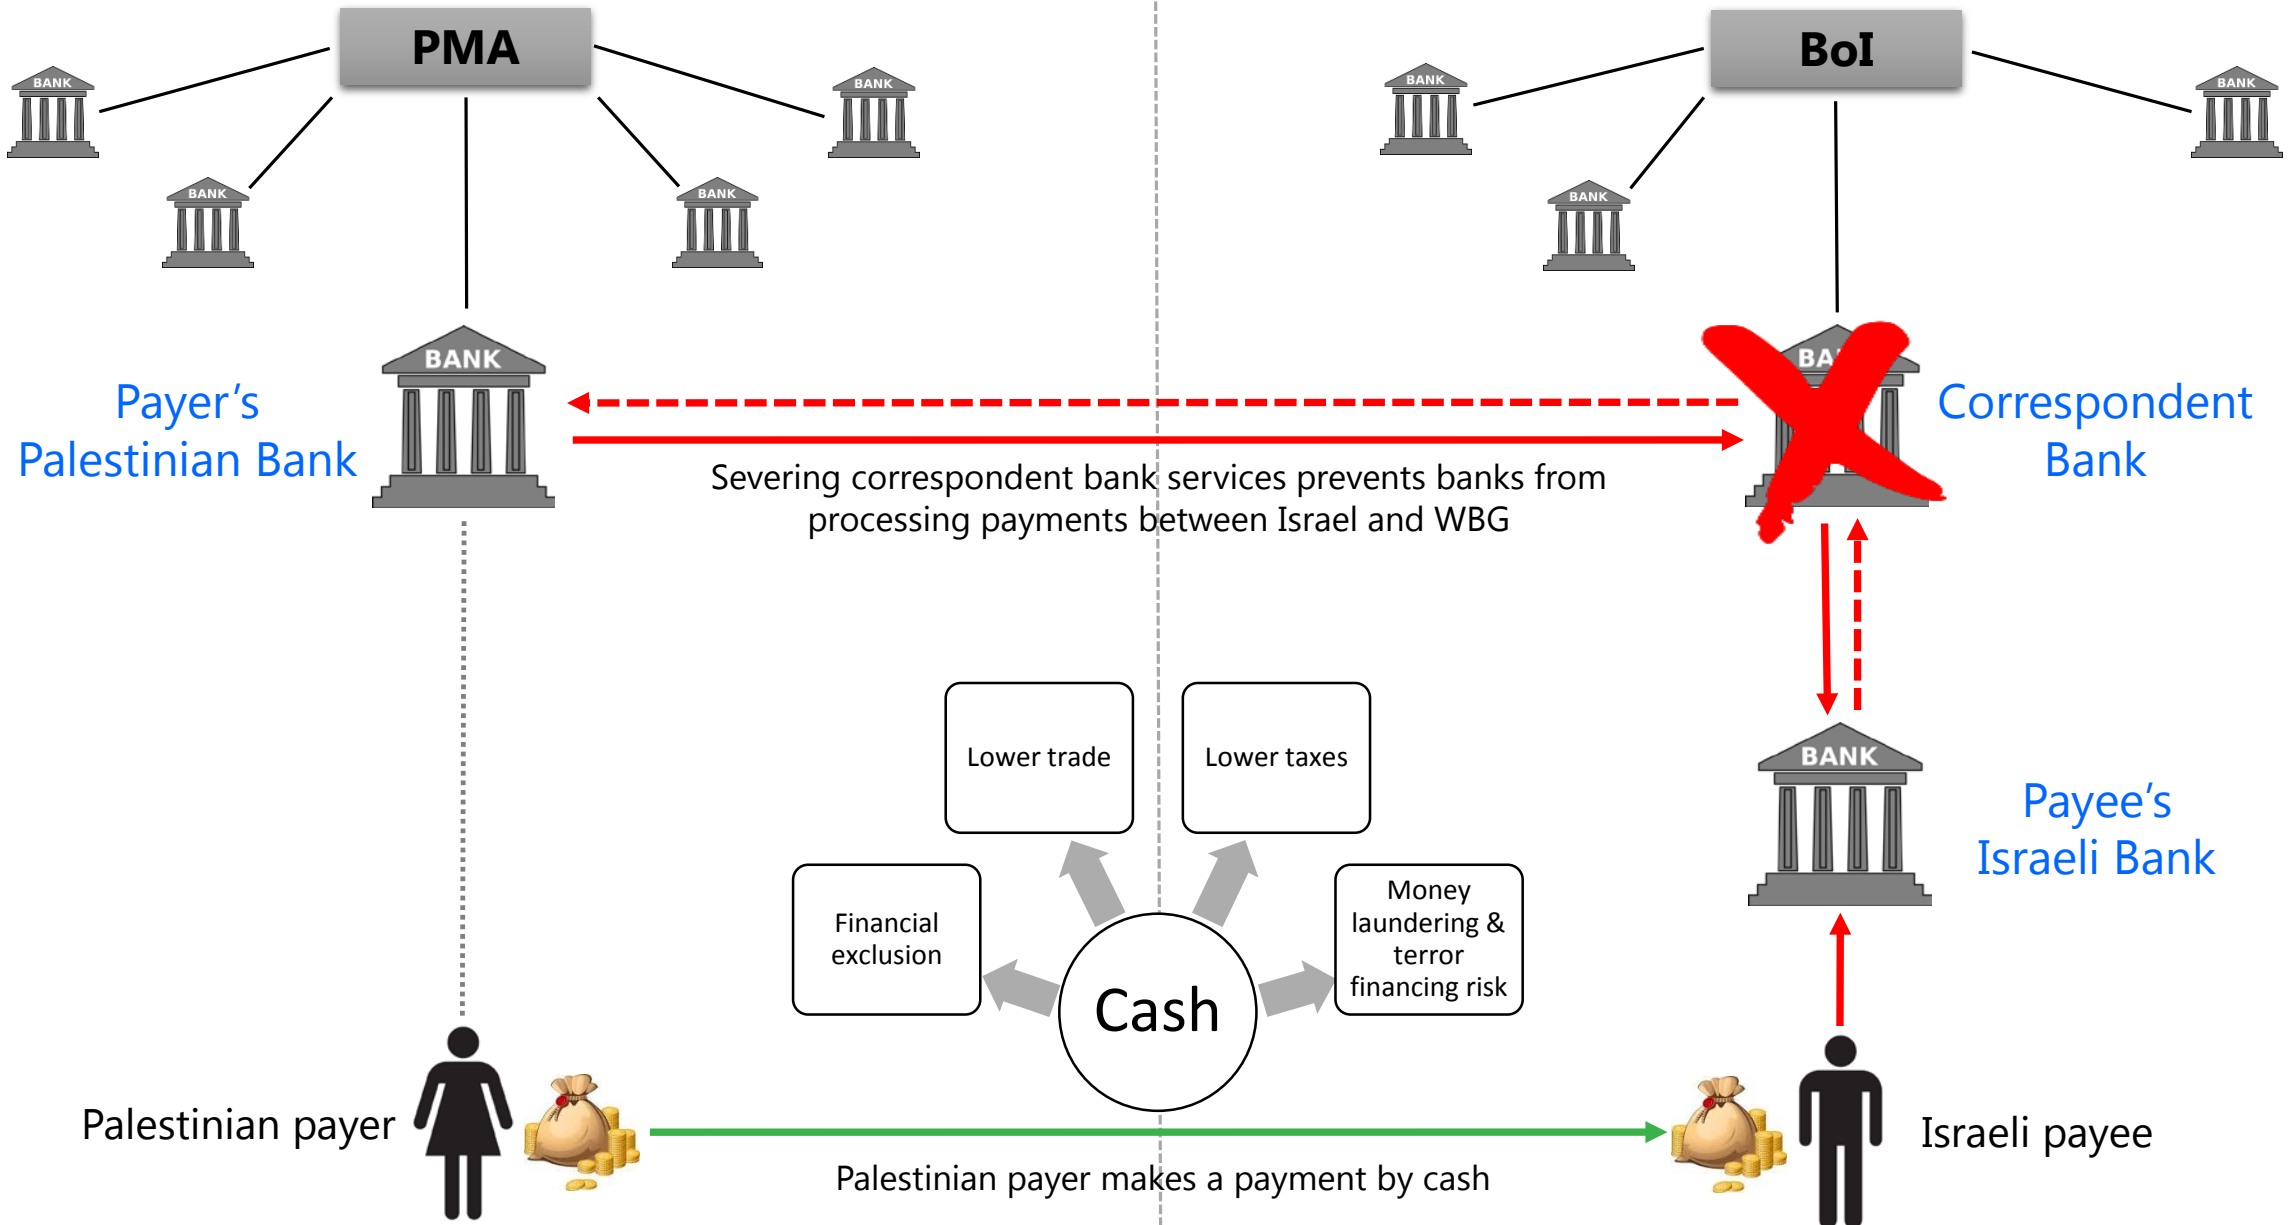 PMA
BoI
BANK
BANK
BANK
BANK
BANK
BANK
BANK
BANK
BANK
Payer's
Palestinian Bank
Correspondent
Bank
Severing correspondent bank services prevents banks from
processing payments between Israel and WBG
Lower trade
Lower taxes
BANK
Payee's
Israeli Bank
Financial
exclusion
Money
laundering &
terror
financing risk
Cash
Palestinian payer
Israeli payee
Palestinian payer makes a payment by cash